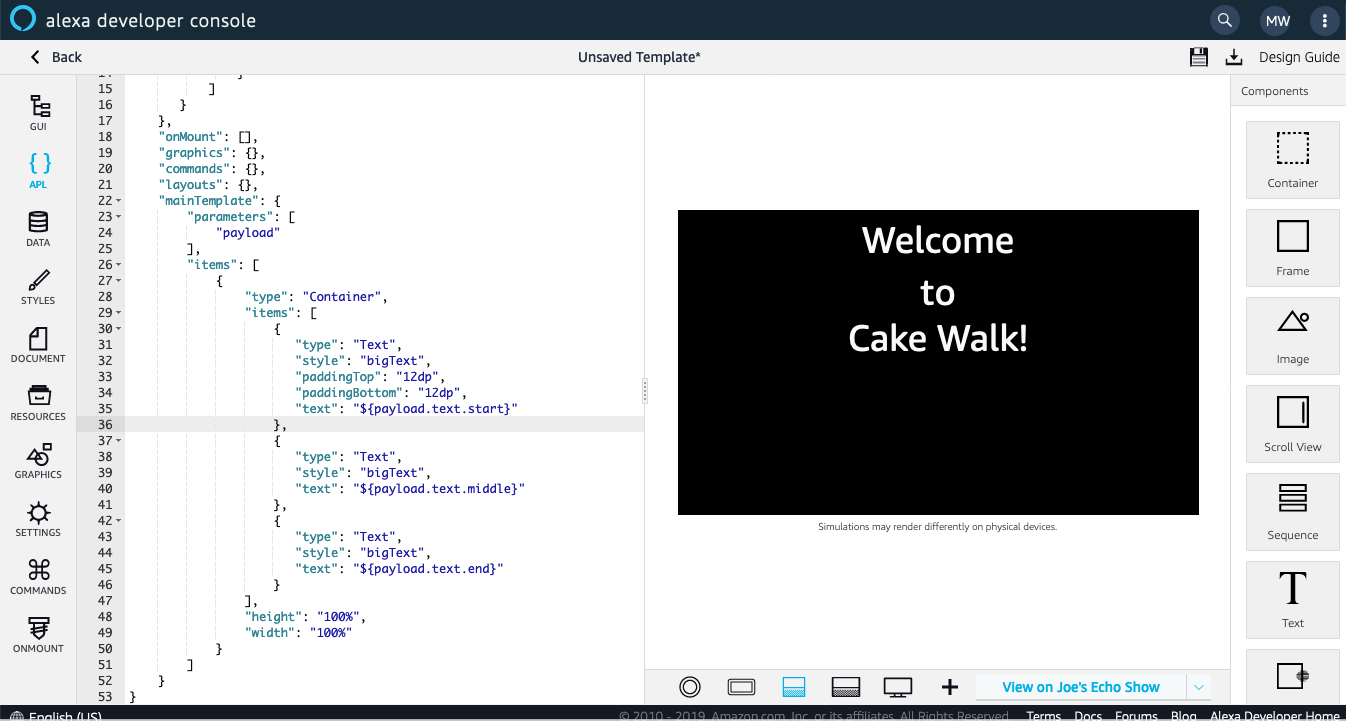 alexa developer console
MW
Back
Unsaved Template*
Design Guide
GUI
{ }
APL
DATA
STYLES
DOCUMENT
RESOURCES
GRAPHICS
SETTINGS
COMMANDS
ONMOUNT
14 }
15 ]
16 }
17 },
18 "onMount": [],
19 "graphics": {},
20 "commands": {},
21 "layouts": {},
22 "mainTemplate": {
23 "parameters": [
24 "payload"
25 ],
26 "items": [
27 {
28 "type": "Container",
29 "items": [
30 {
31 "type": "Text",
32 "style": "bigText",
33 "paddingTop": "12dp",
34 "paddingBottom": "12dp",
35 "text": "${payload.text.start}"
36 },
37 {
38 "type": "Text",
39 "style": "bigText",
40 "text": "${payload.text.middle}"
41 },
42 {
43 "type": "Text",
44 "style": "bigText",
45 "text": "${payload.text.end}"
46 }
47 ],
48 "height": "100%",
49 "width": "100%"
50 }
51 ]
52 }
53 }
Welcome
to
Cake Walk!
Simulations may render differently on physical devices.
View on Joe's Echo Show
Components
Container
Frame
Image
Scroll View
Sequence
T
Text
English (US)
© 2010 - 2019, Amazon.com, Inc. or its affiliates. All Rights Reserved.
Terms Docs Forums Blog Alexa Developer Home